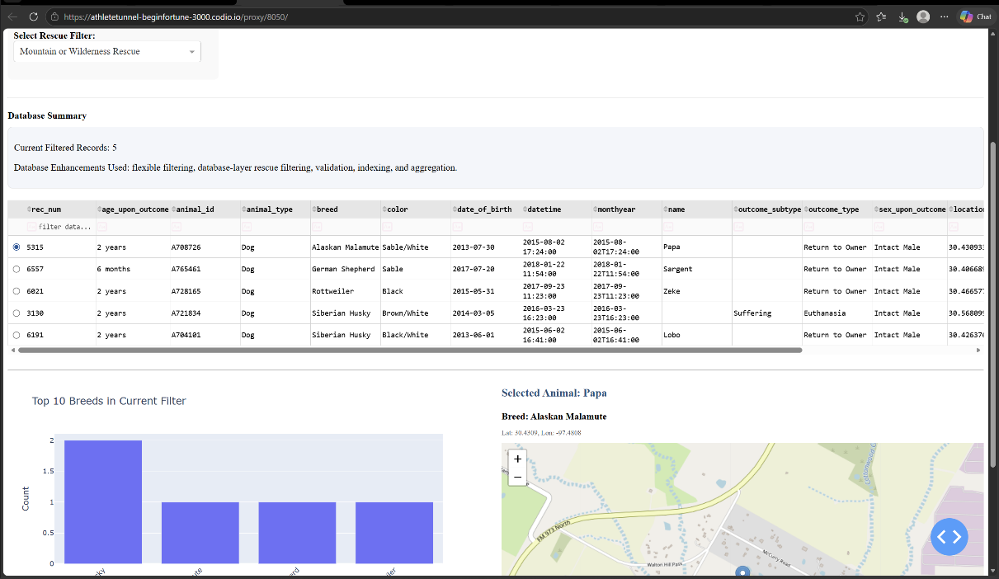 https://athletetunnel-beginfortune-3000.codio.io/proxy/8050/
Chat
Select Rescue Filter:
Mountain or Wilderness Rescue
Database Summary
Current Filtered Records: 5
Database Enhancements Used: flexible filtering, database-layer rescue filtering, validation, indexing, and aggregation.
rec_num age_upon_outcome animal_id animal_type breed color date_of_birth datetime monthyear name outcome_subtype outcome_type sex_upon_outcome location
filter data...
5315 2 years A708726 Dog Alaskan Malamute Sable/White 2013-07-30 2015-08-02 17:24:00 2015-08-02T17:24:00 Papa Return to Owner Intact Male 30.430933
6557 6 months A765461 Dog German Shepherd Sable 2017-07-20 2018-01-22 11:54:00 2018-01-22T11:54:00 Sargent Return to Owner Intact Male 30.406689
6021 2 years A728165 Dog Rottweiler Black 2015-05-31 2017-09-23 11:23:00 2017-09-23T11:23:00 Zeke Return to Owner Intact Male 30.466577
3130 2 years A721834 Dog Siberian Husky Brown/White 2014-03-05 2016-03-23 16:23:00 2016-03-23T16:23:00 Suffering Euthanasia Intact Male 30.568099
6191 2 years A704101 Dog Siberian Husky Black/White 2013-06-01 2015-06-02 16:41:00 2015-06-02T16:41:00 Lobo Return to Owner Intact Male 30.426376
Top 10 Breeds in Current Filter
Count
2
1.5
1
0.5
0
Selected Animal: Papa
Breed: Alaskan Malamute
Lat: 30.4309, Lon: -97.4808
+
−
FM 973 North
Walton Hill Path
McCurry Road